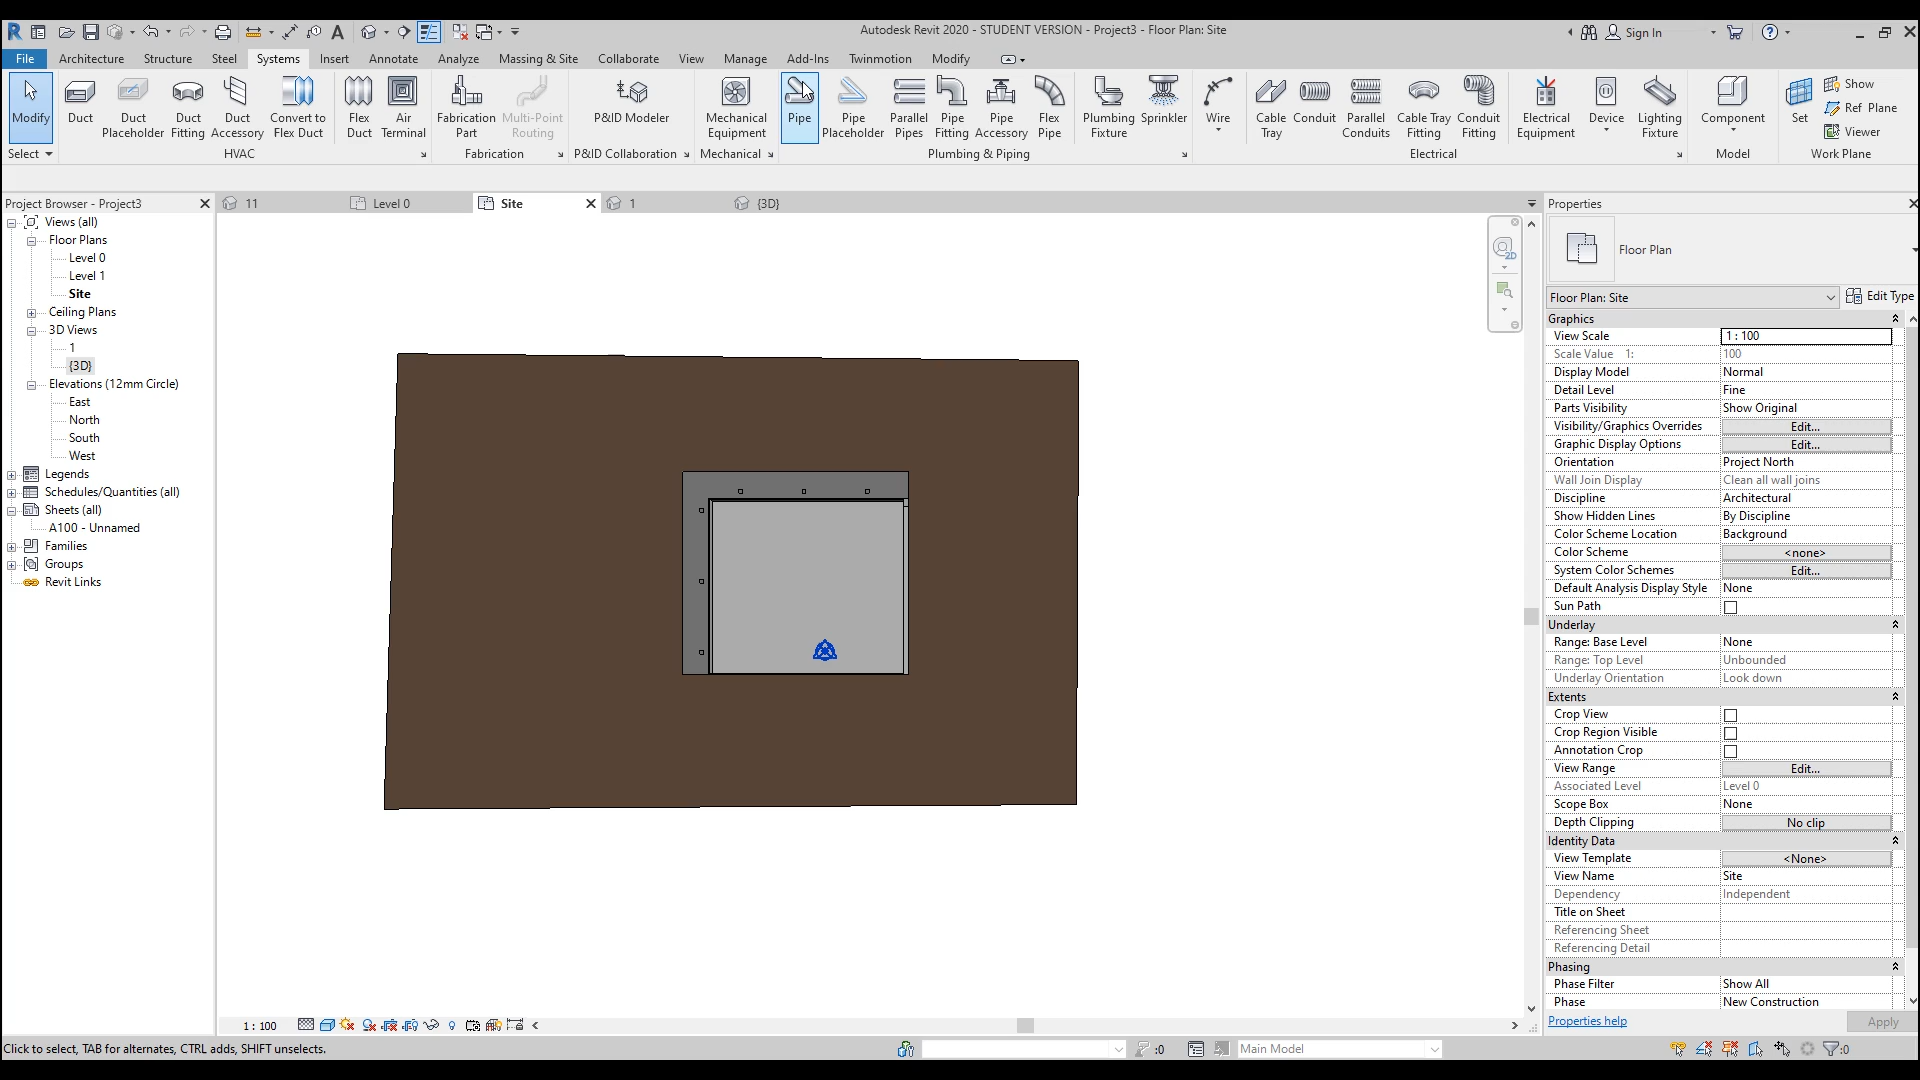 Autodesk Revit 2020 - STUDENT VERSION - Project3 - Floor Plan: Site
Sign In
File Architecture Structure Steel Systems Insert Annotate Analyze Massing & Site Collaborate View Manage Add-Ins Twinmotion Modify
Modify
Duct
Duct Placeholder
Duct Fitting
Duct Accessory
Convert to Flex Duct
Flex Duct
Air Terminal
Fabrication Part
Multi-Point Routing
P&ID Modeler
Mechanical Equipment
Pipe
Pipe Placeholder
Parallel Pipes
Pipe Fitting
Pipe Accessory
Flex Pipe
Plumbing Fixture
Sprinkler
Wire
Cable Tray
Conduit
Parallel Conduits
Cable Tray Fitting
Conduit Fitting
Electrical Equipment
Device
Lighting Fixture
Component
Set
Show
Ref Plane
Viewer
Select HVAC Fabrication P&ID Collaboration Mechanical Plumbing & Piping Electrical Model Work Plane
Project Browser - Project3
Views (all)
Floor Plans
Level 0
Level 1
Site
Ceiling Plans
3D Views
1
{3D}
Elevations (12mm Circle)
East
North
South
West
Legends
Schedules/Quantities (all)
Sheets (all)
A100 - Unnamed
Families
Groups
Revit Links
11 Level 0 Site 1 {3D}
2D
Properties
Floor Plan
Floor Plan: Site Edit Type
Graphics
View Scale 1 : 100
Scale Value 1: 100
Display Model Normal
Detail Level Fine
Parts Visibility Show Original
Visibility/Graphics Overrides Edit...
Graphic Display Options Edit...
Orientation Project North
Wall Join Display Clean all wall joins
Discipline Architectural
Show Hidden Lines By Discipline
Color Scheme Location Background
Color Scheme <none>
System Color Schemes Edit...
Default Analysis Display Style None
Sun Path
Underlay
Range: Base Level None
Range: Top Level Unbounded
Underlay Orientation Look down
Extents
Crop View
Crop Region Visible
Annotation Crop
View Range Edit...
Associated Level Level 0
Scope Box None
Depth Clipping No clip
Identity Data
View Template <None>
View Name Site
Dependency Independent
Title on Sheet
Referencing Sheet
Referencing Detail
Phasing
Phase Filter Show All
Phase New Construction
Properties help Apply
1 : 100
Click to select, TAB for alternates, CTRL adds, SHIFT unselects.
:0
Main Model
:0